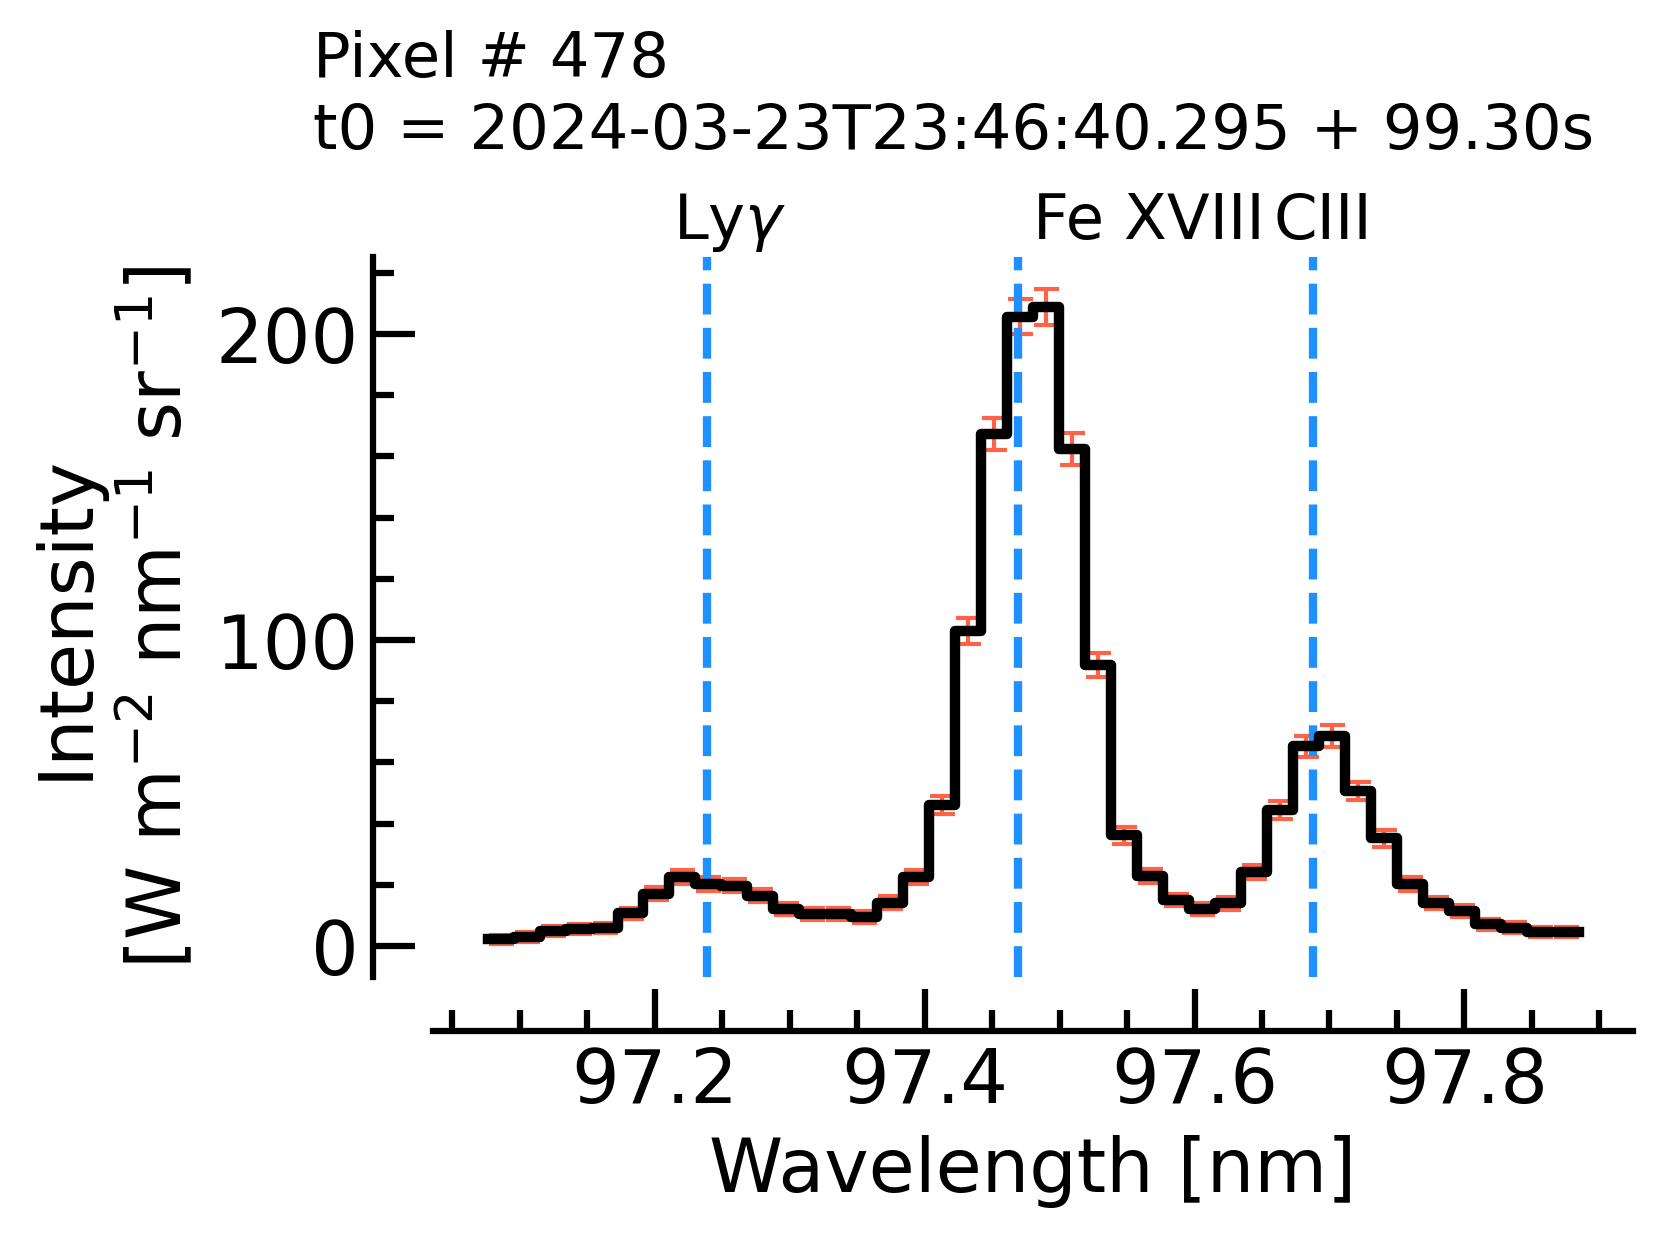 Pixel # 478
t0 = 2024-03-23T23:46:40.295 + 99.30s
Lyγ Fe XVIII CIII
Intensity
[W m⁻² nm⁻¹ sr⁻¹]
200
100
0
97.2 97.4 97.6 97.8
Wavelength [nm]